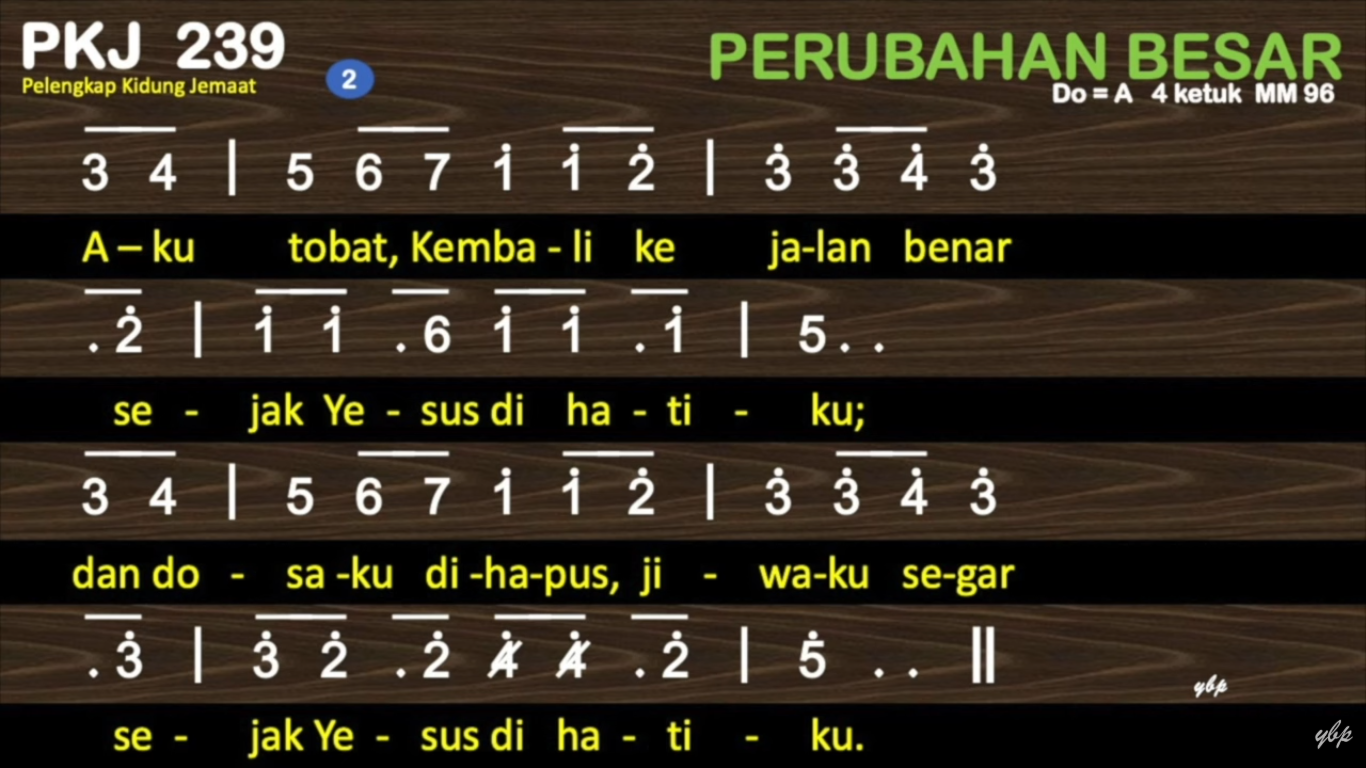 PKJ 239
PERUBAHAN BESAR
Pelengkap Kidung Jemaat
2
Do = A 4 ketuk MM 96
3 4 | 5 6 7 1̇ 1̇ 2̇ | 3̇ 3̇ 4̇ 3̇
A – ku tobat, Kemba - li ke ja-lan benar
. 2̇ | 1̇ 1̇ . 6 1̇ 1̇ . 1̇ | 5 . .
se - jak Ye - sus di ha - ti - ku;
3 4 | 5 6 7 1̇ 1̇ 2̇ | 3̇ 3̇ 4̇ 3̇
dan do - sa -ku di -ha-pus, ji - wa-ku se-gar
. 3̇ | 3̇ 2̇ . 2̇ 4̸̇ 4̸̇ . 2̇ | 5̇ . . ||
ybp
se - jak Ye - sus di ha - ti - ku.
ybp